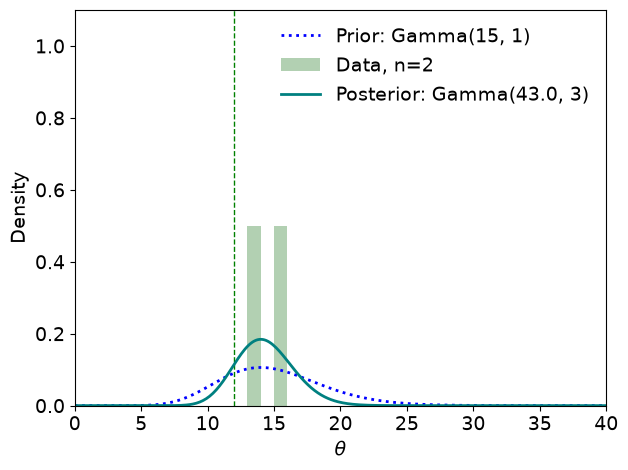 Prior: Gamma(15, 1)
Data, n=2
Posterior: Gamma(43.0, 3)
Density
1.0
0.8
0.6
0.4
0.2
0.0
0 5 10 15 20 25 30 35 40
θ